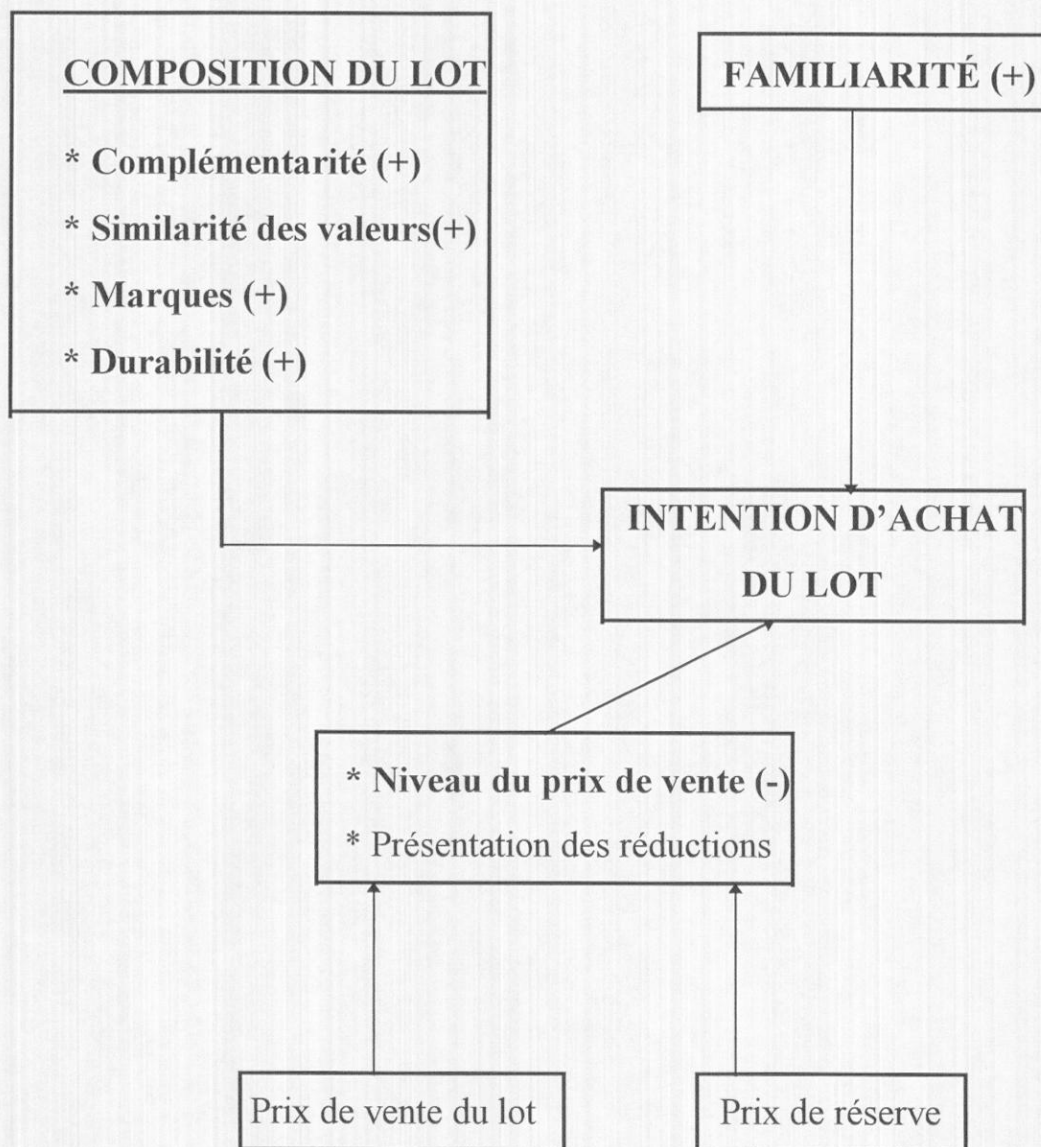 COMPOSITION DU LOT
* Complémentarité (+)
* Similarité des valeurs(+)
* Marques (+)
* Durabilité (+)
FAMILIARITÉ (+)
INTENTION D’ACHAT
DU LOT
* Niveau du prix de vente (-)
* Présentation des réductions
Prix de vente du lot
Prix de réserve